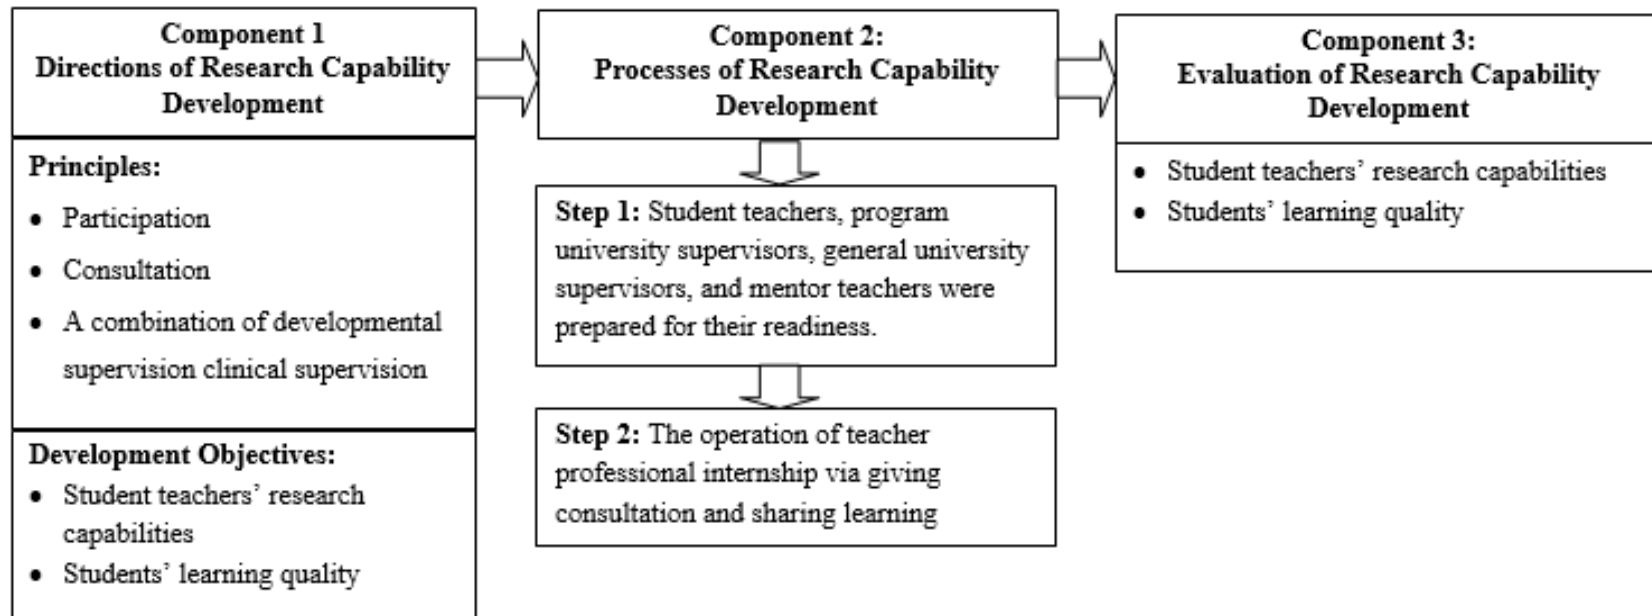 Component 1
Directions of Research Capability
Development
Principles:
• Participation
• Consultation
• A combination of developmental
supervision clinical supervision
Development Objectives:
• Student teachers’ research
capabilities
• Students’ learning quality
Component 2:
Processes of Research Capability
Development
Step 1: Student teachers, program
university supervisors, general university
supervisors, and mentor teachers were
prepared for their readiness.
Step 2: The operation of teacher
professional internship via giving
consultation and sharing learning
Component 3:
Evaluation of Research Capability
Development
• Student teachers’ research capabilities
• Students’ learning quality